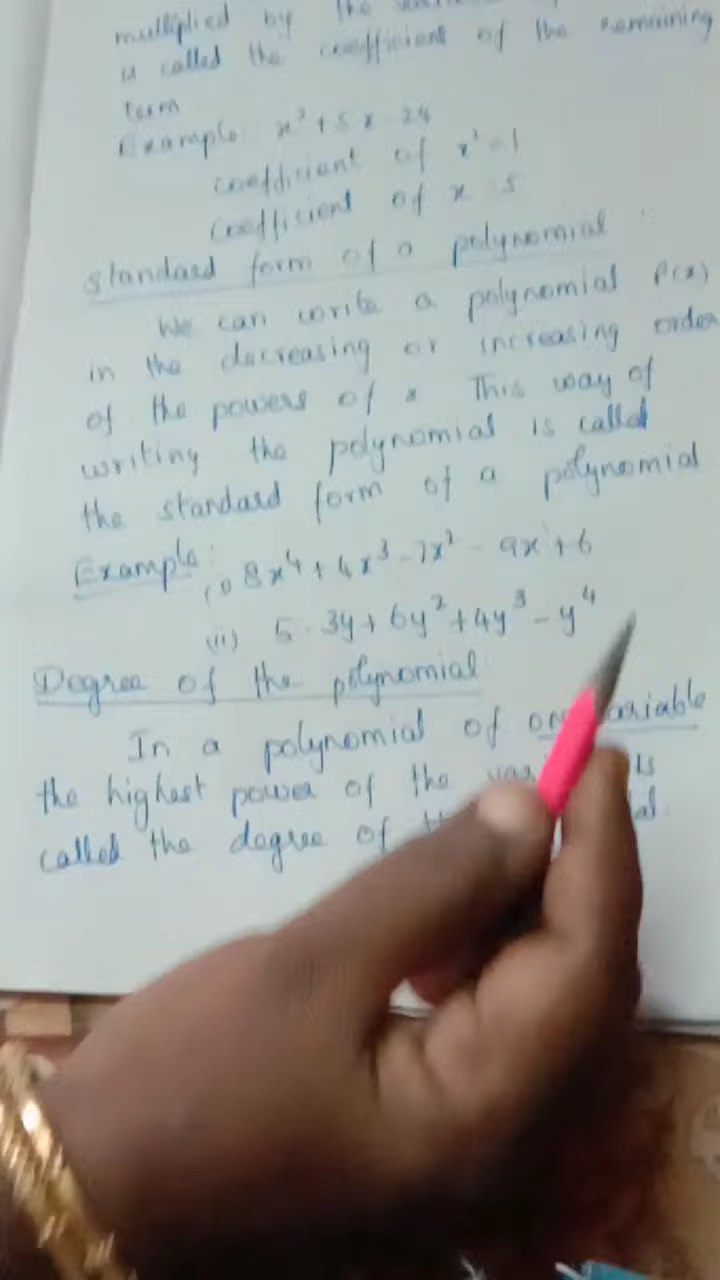 multiplied by the
is called the coefficient of the remaining
term
Example: x² + 5x - 24
coefficient of x² = 1
coefficient of x = 5
Standard form of a polynomial
We can write a polynomial P(x)
in the decreasing or increasing order
of the powers of x This way of
writing the polynomial is called
the standard form of a polynomial
Example:
(i) 8x⁴ + 4x³ - 7x² - 9x + 6
(ii) 5 - 3y + 6y² + 4y³ - y⁴
Degree of the polynomial
In a polynomial of one variable
the highest power of the is
called the degree of